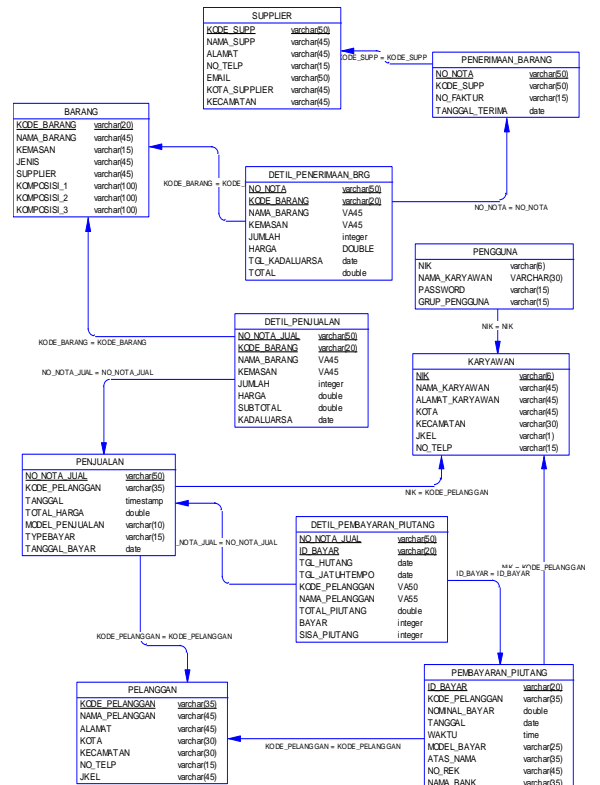 SUPPLIER
KODE_SUPP varchar(50)
NAMA_SUPP varchar(45)
ALAMAT varchar(45)
NO_TELP varchar(15)
EMAIL varchar(50)
KOTA_SUPPLIER varchar(45)
KECAMATAN varchar(45)
KODE_SUPP = KODE_SUPP
PENERIMAAN_BARANG
NO_NOTA varchar(50)
KODE_SUPP varchar(50)
NO_FAKTUR varchar(15)
TANGGAL_TERIMA date
BARANG
KODE_BARANG varchar(20)
NAMA_BARANG varchar(45)
KEMASAN varchar(15)
JENIS varchar(45)
SUPPLIER varchar(45)
KOMPOSISI_1 varchar(100)
KOMPOSISI_2 varchar(100)
KOMPOSISI_3 varchar(100)
KODE_BARANG = KODE_
DETIL_PENERIMAAN_BRG
NO_NOTA varchar(50)
KODE_BARANG varchar(20)
NAMA_BARANG VA45
KEMASAN VA45
JUMLAH integer
HARGA DOUBLE
TGL_KADALUARSA date
TOTAL double
NO_NOTA = NO_NOTA
PENGGUNA
NIK varchar(6)
NAMA_KARYAWAN VARCHAR(30)
PASSWORD varchar(15)
GRUP_PENGGUNA varchar(15)
NIK = NIK
DETIL_PENJUALAN
NO_NOTA_JUAL varchar(50)
KODE_BARANG varchar(20)
NAMA_BARANG VA45
KEMASAN VA45
JUMLAH integer
HARGA double
SUBTOTAL double
KADALUARSA date
KODE_BARANG = KODE_BARANG
NO_NOTA_JUAL = NO_NOTA_JUAL
KARYAWAN
NIK varchar(6)
NAMA_KARYAWAN varchar(45)
ALAMAT_KARYAWAN varchar(45)
KOTA varchar(45)
KECAMATAN varchar(30)
JKEL varchar(1)
NO_TELP varchar(15)
PENJUALAN
NO_NOTA_JUAL varchar(50)
KODE_PELANGGAN varchar(35)
TANGGAL timestamp
TOTAL_HARGA double
MODEL_PENJUALAN varchar(10)
TYPEBAYAR varchar(15)
TANGGAL_BAYAR date
NIK = KODE_PELANGGAN
_NOTA_JUAL = NO_NOTA_JUAL
DETIL_PEMBAYARAN_PIUTANG
NO_NOTA_JUAL varchar(50)
ID_BAYAR varchar(20)
TGL_HUTANG date
TGL_JATUHTEMPO date
KODE_PELANGGAN VA50
NAMA_PELANGGAN VA55
TOTAL_PIUTANG double
BAYAR integer
SISA_PIUTANG integer
NIK = KODE_PELANGGAN
ID_BAYAR = ID_BAYAR
KODE_PELANGGAN = KODE_PELANGGAN
PELANGGAN
KODE_PELANGGAN varchar(35)
NAMA_PELANGGAN varchar(45)
ALAMAT varchar(45)
KOTA varchar(30)
KECAMATAN varchar(30)
NO_TELP varchar(15)
JKEL varchar(45)
KODE_PELANGGAN = KODE_PELANGGAN
PEMBAYARAN_PIUTANG
ID_BAYAR varchar(20)
KODE_PELANGGAN varchar(35)
NOMINAL_BAYAR double
TANGGAL date
WAKTU time
MODEL_BAYAR varchar(25)
ATAS_NAMA varchar(35)
NO_REK varchar(45)
NAMA_BANK varchar(35)